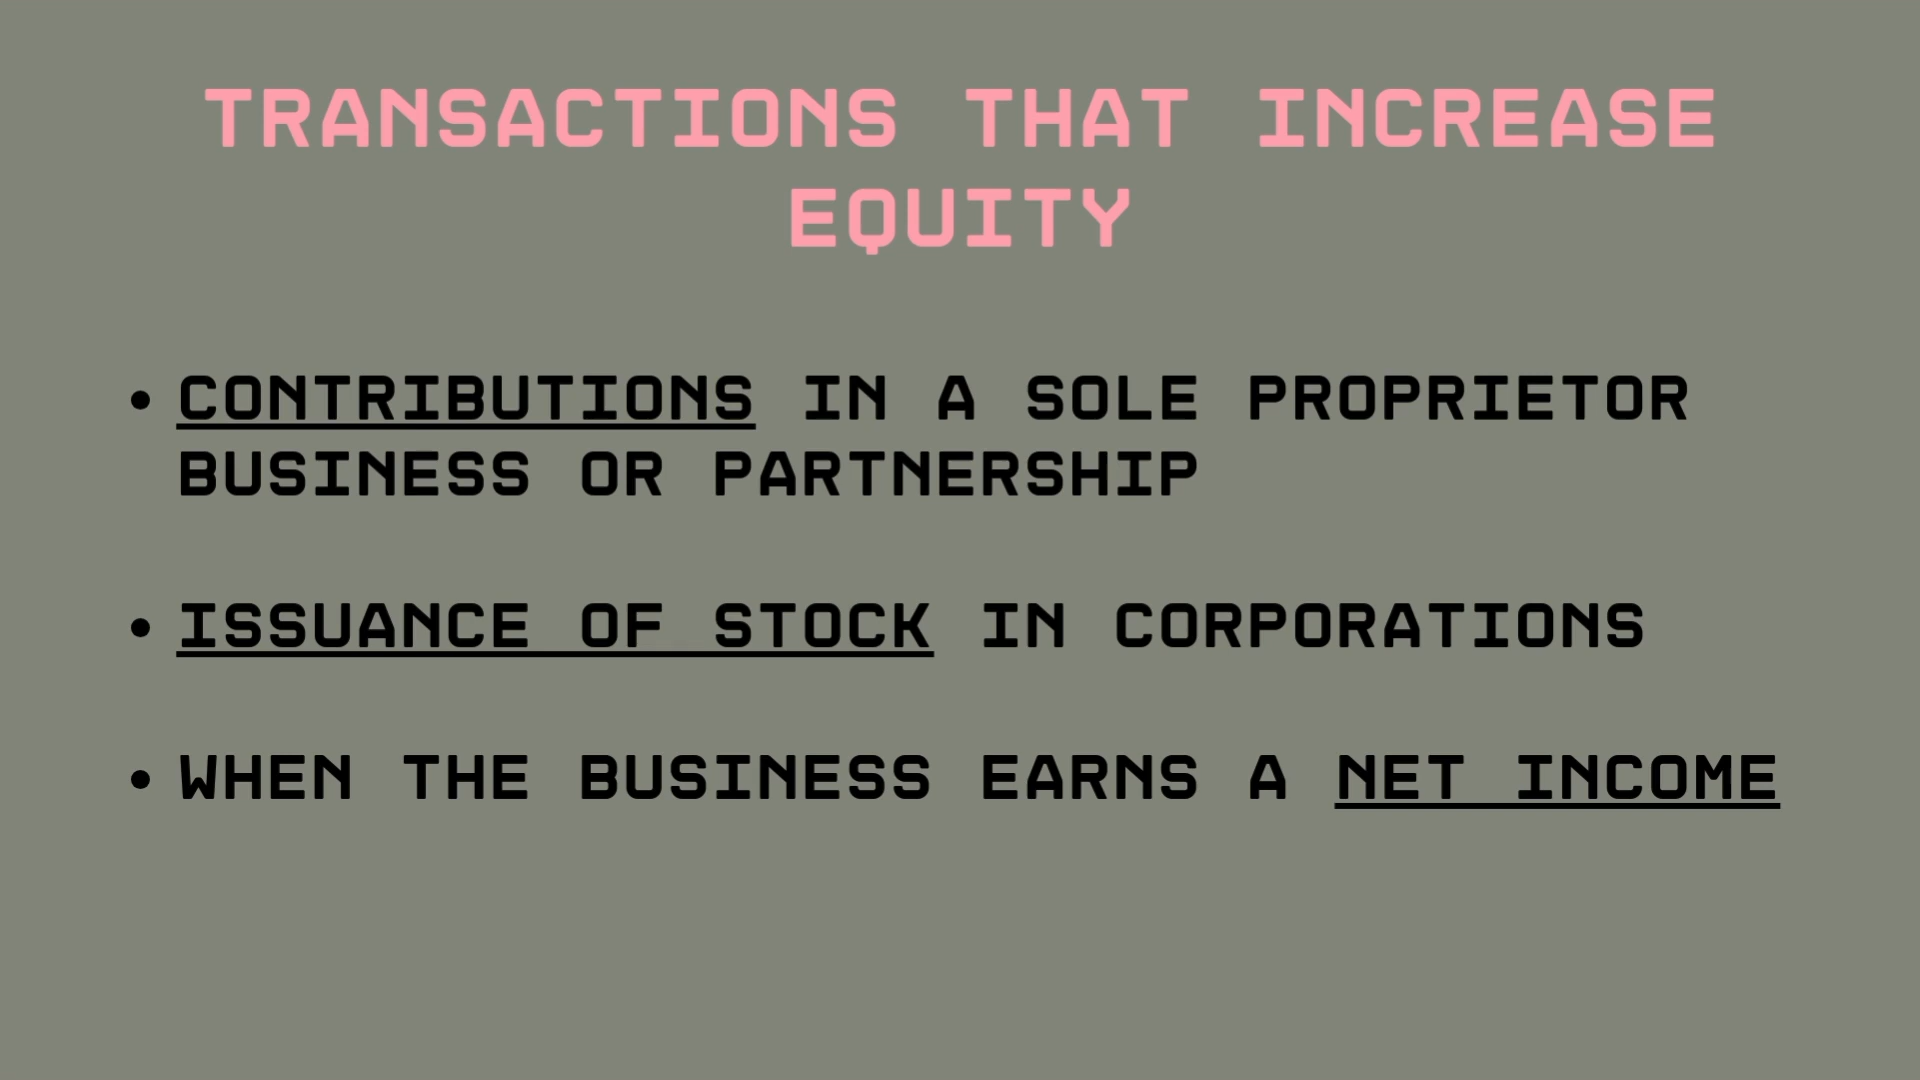 TRANSACTIONS THAT INCREASE
EQUITY
• CONTRIBUTIONS IN A SOLE PROPRIETOR
BUSINESS OR PARTNERSHIP
• ISSUANCE OF STOCK IN CORPORATIONS
• WHEN THE BUSINESS EARNS A NET INCOME